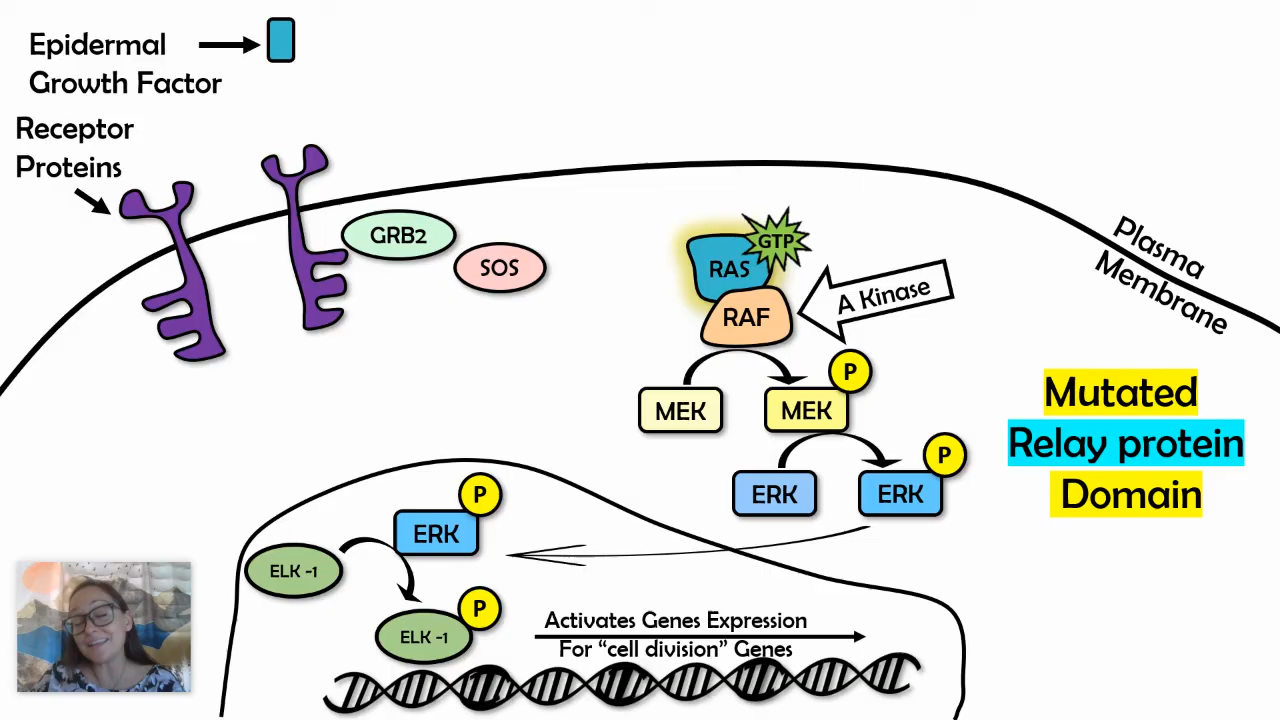 Epidermal
Growth Factor
Receptor
Proteins
GRB2
SOS
RAS
GTP
RAF
A Kinase
Plasma
Membrane
MEK
MEK
P
ERK
ERK
P
Mutated
Relay protein
Domain
ELK -1
ERK
P
ELK -1
P
Activates Genes Expression
For “cell division” Genes